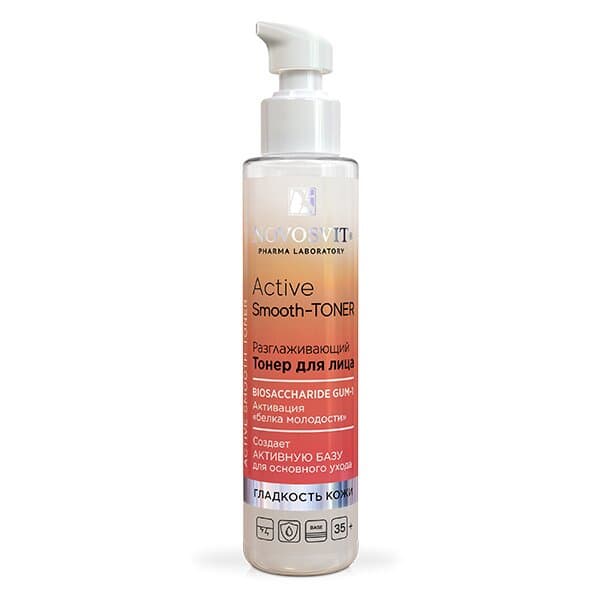 NOVOSVIT®
PHARMA LABORATORY
Active
Smooth-TONER
Разглаживающий
Тонер для лица
BIOSACCHARIDE GUM-1
Активация
«белка молодости»
Создает
АКТИВНУЮ БАЗУ
для основного ухода
ГЛАДКОСТЬ КОЖИ
BASE
35+
ACTIVE SMOOTH TONER